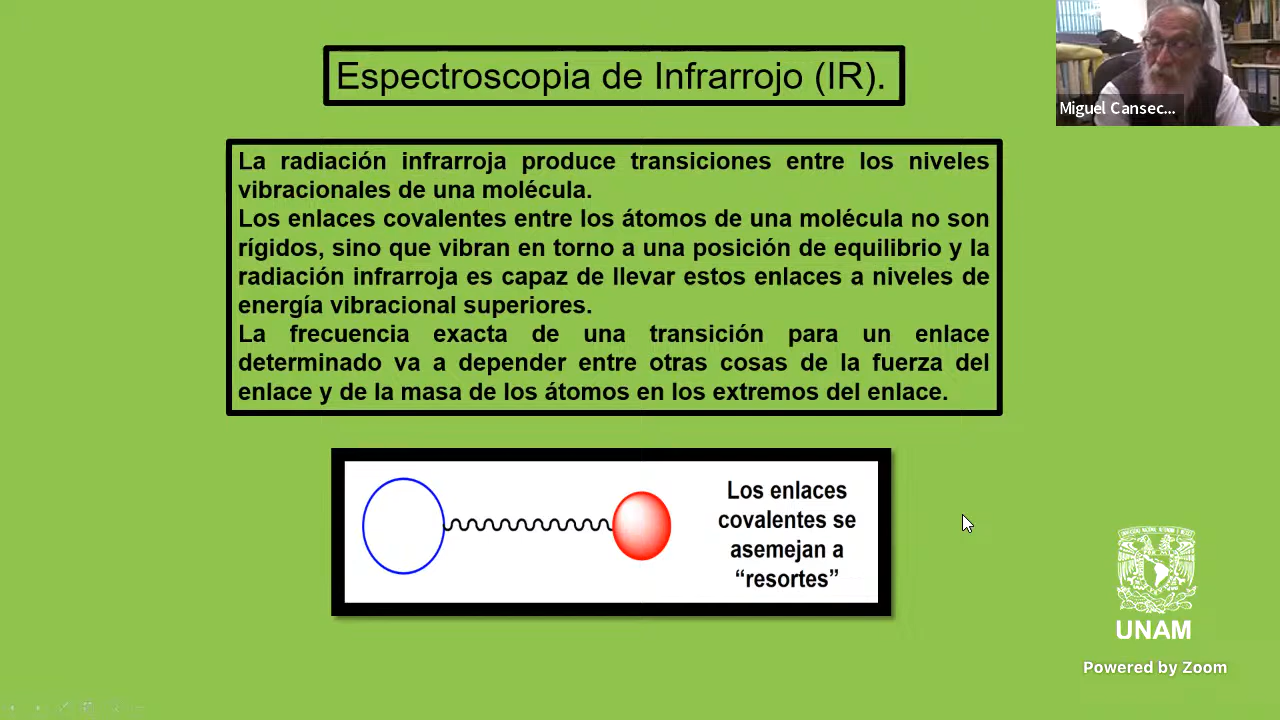 Espectroscopia de Infrarrojo (IR).
Miguel Cansec...
La radiación infrarroja produce transiciones entre los niveles
vibracionales de una molécula.
Los enlaces covalentes entre los átomos de una molécula no son
rígidos, sino que vibran en torno a una posición de equilibrio y la
radiación infrarroja es capaz de llevar estos enlaces a niveles de
energía vibracional superiores.
La frecuencia exacta de una transición para un enlace
determinado va a depender entre otras cosas de la fuerza del
enlace y de la masa de los átomos en los extremos del enlace.
Los enlaces
covalentes se
asemejan a
“resortes”
UNAM
Powered by Zoom